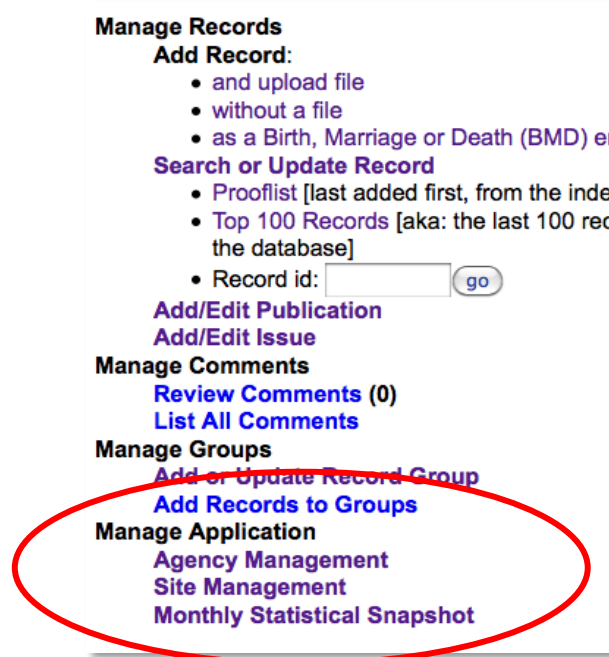 Manage Records
Add Record:
• and upload file
• without a file
• as a Birth, Marriage or Death (BMD)
Search or Update Record
• Prooflist [last added first, from the
• Top 100 Records [aka: the last 100
the database]
• Record id: go
Add/Edit Publication
Add/Edit Issue
Manage Comments
Review Comments (0)
List All Comments
Manage Groups
Add or Update Record Group
Add Records to Groups
Manage Application
Agency Management
Site Management
Monthly Statistical Snapshot